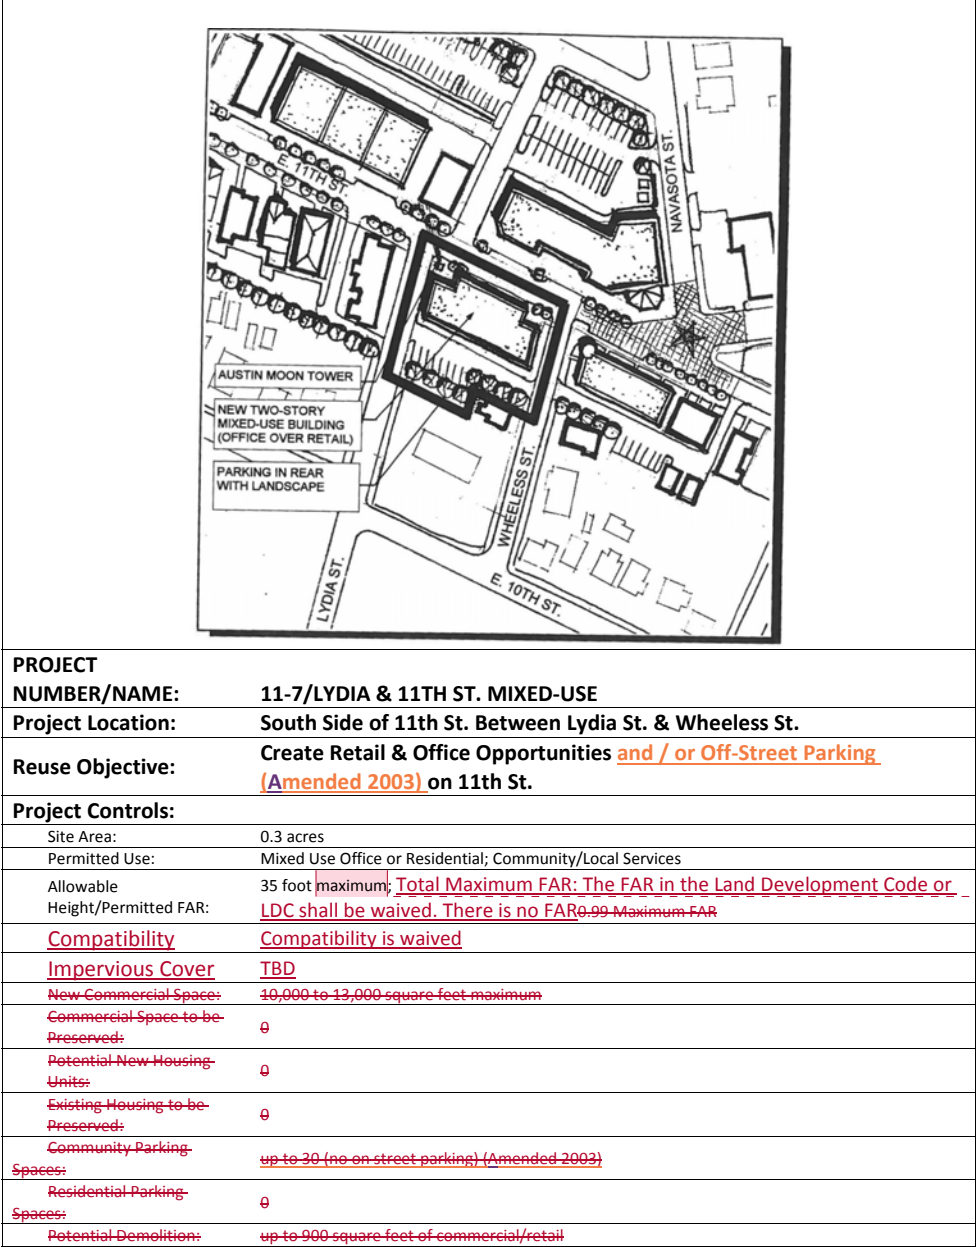 E. 11TH ST.
NAVASOTA ST.
AUSTIN MOON TOWER
NEW TWO-STORY
MIXED-USE BUILDING
(OFFICE OVER RETAIL)
PARKING IN REAR
WITH LANDSCAPE
WHEELESS ST.
LYDIA ST.
E. 10TH ST.
PROJECT
NUMBER/NAME: 11-7/LYDIA & 11TH ST. MIXED-USE
Project Location: South Side of 11th St. Between Lydia St. & Wheeless St.
Reuse Objective: Create Retail & Office Opportunities and / or Off-Street Parking
(Amended 2003) on 11th St.
Project Controls:
Site Area: 0.3 acres
Permitted Use: Mixed Use Office or Residential; Community/Local Services
Allowable
Height/Permitted FAR: 35 foot maximum; Total Maximum FAR: The FAR in the Land Development Code or
LDC shall be waived. There is no FAR0.99 Maximum FAR
Compatibility Compatibility is waived
Impervious Cover TBD
New Commercial Space: 10,000 to 13,000 square feet maximum
Commercial Space to be
Preserved: 0
Potential New Housing
Units: 0
Existing Housing to be
Preserved: 0
Community Parking
Spaces: up to 30 (no on street parking) (Amended 2003)
Residential Parking
Spaces: 0
Potential Demolition: up to 900 square feet of commercial/retail